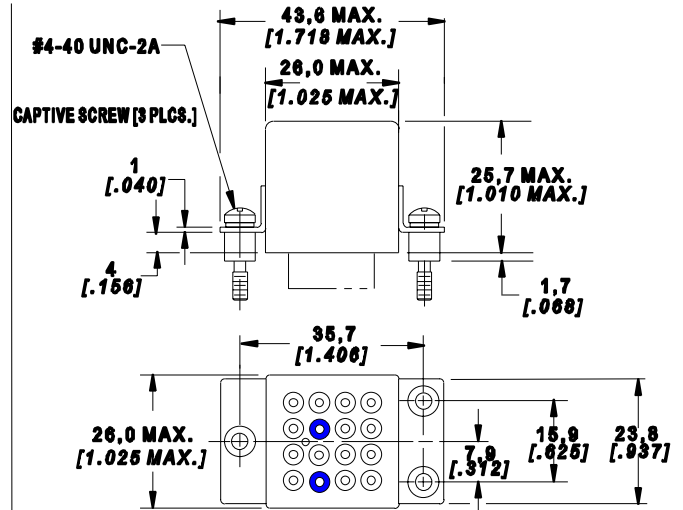 43,6 MAX.
[1.718 MAX.]
#4-40 UNC-2A
26,0 MAX.
[1.025 MAX.]
CAPTIVE SCREW [3 PLCS.]
1
[.040]
25,7 MAX.
[1.010 MAX.]
4
[.156]
1,7
[.068]
35,7
[1.406]
26,0 MAX.
[1.025 MAX.]
7,9
[.312]
15,9
[.625]
23,8
[.937]